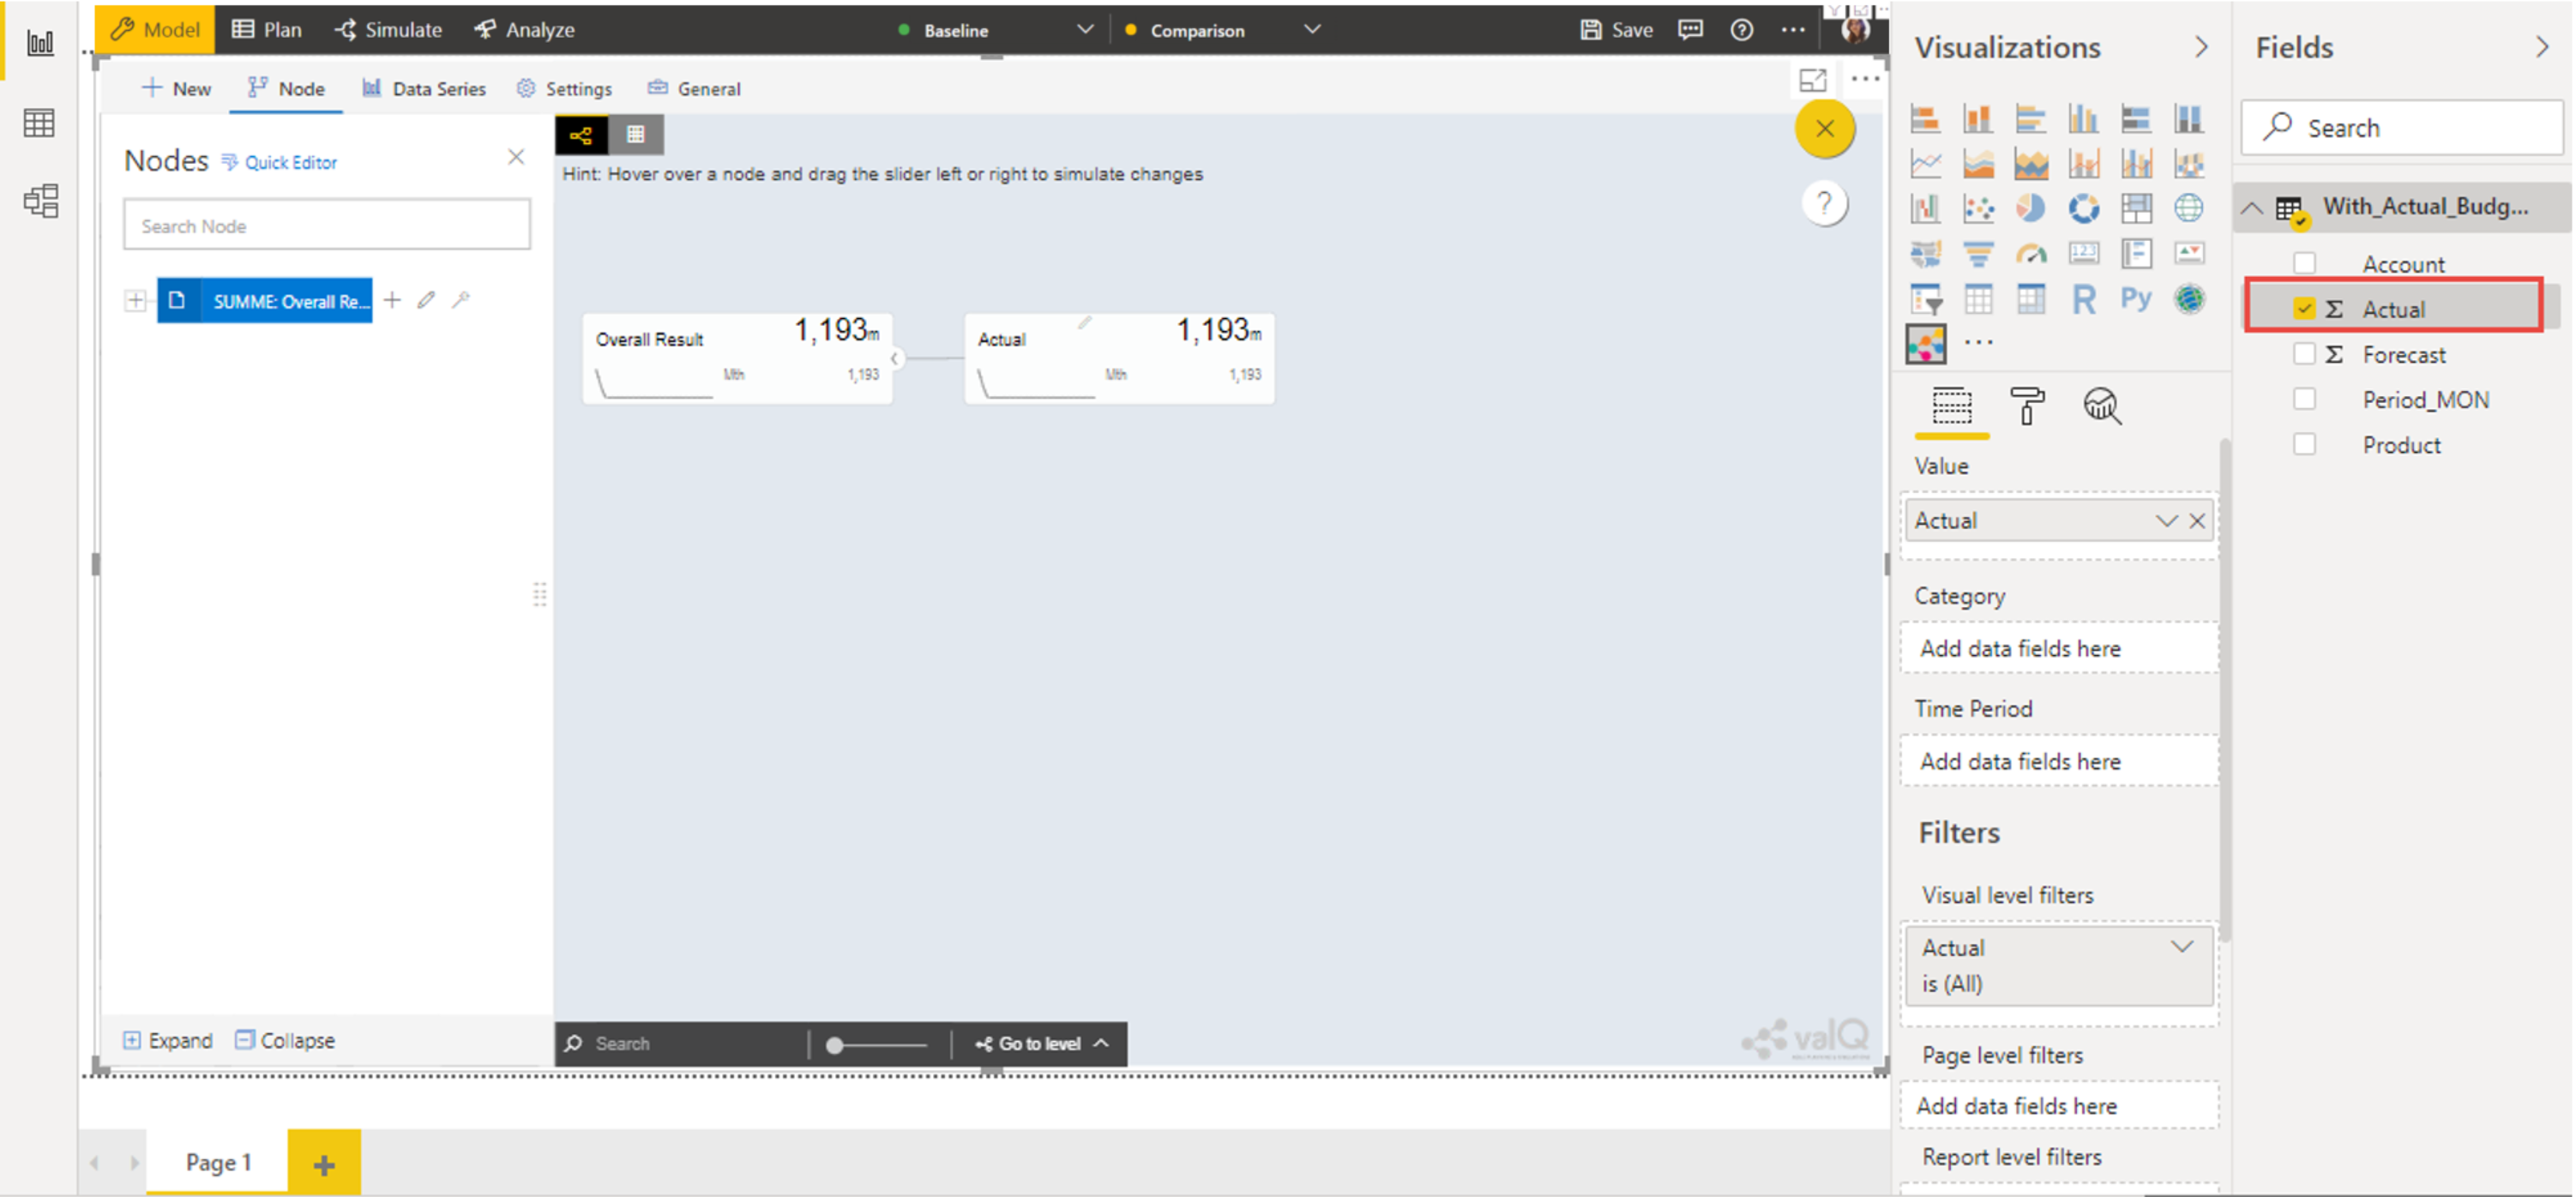 Model Plan Simulate Analyze Baseline Comparison Save
New Node Data Series Settings General
Nodes Quick Editor
Search Node
SUMME: Overall Re...
Expand Collapse
Hint: Hover over a node and drag the slider left or right to simulate changes
?
Overall Result 1,193m
Mth 1,193
Actual 1,193m
Mth 1,193
Search Go to level
valQ
Page 1
Visualizations
123
R Py
Value
Actual
Category
Add data fields here
Time Period
Add data fields here
Filters
Visual level filters
Actual
is (All)
Page level filters
Add data fields here
Report level filters
Fields
Search
With_Actual_Budg...
Account
Σ Actual
Σ Forecast
Period_MON
Product